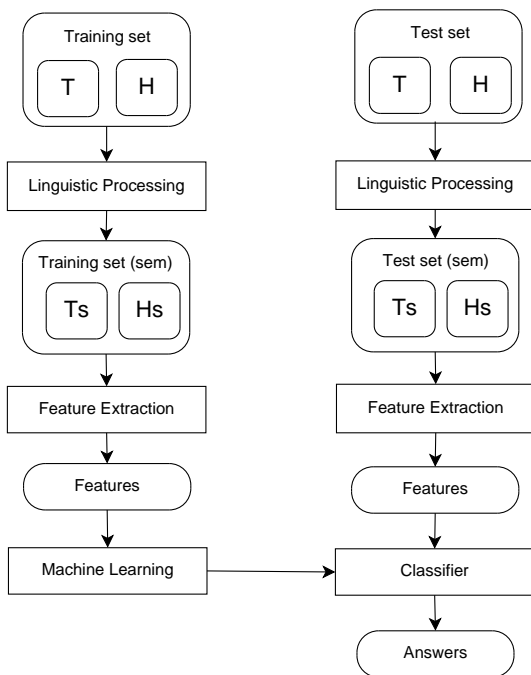 Training set
T H
Linguistic Processing
Training set (sem)
Ts Hs
Feature Extraction
Features
Machine Learning
Test set
T H
Linguistic Processing
Test set (sem)
Ts Hs
Feature Extraction
Features
Classifier
Answers